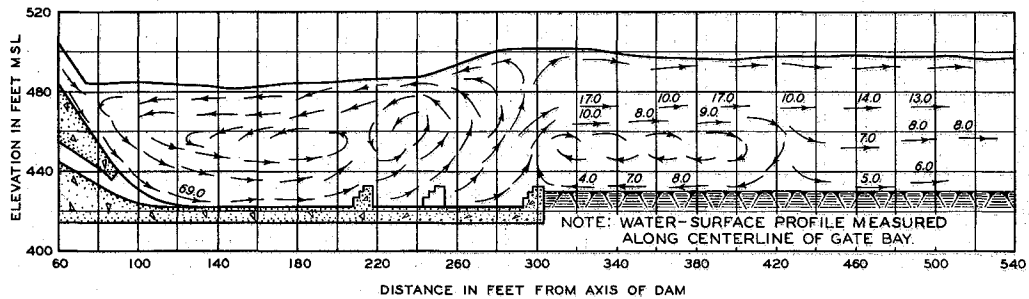 520
480
440
400
ELEVATION IN FEET MSL
17.0 10.0 17.0 10.0 14.0 13.0
10.0 8.0 9.0
7.0 8.0 8.0
69.0 4.0 7.0 8.0 5.0 6.0
NOTE: WATER-SURFACE PROFILE MEASURED
ALONG CENTERLINE OF GATE BAY.
60 100 140 180 220 260 300 340 380 420 460 500 540
DISTANCE IN FEET FROM AXIS OF DAM